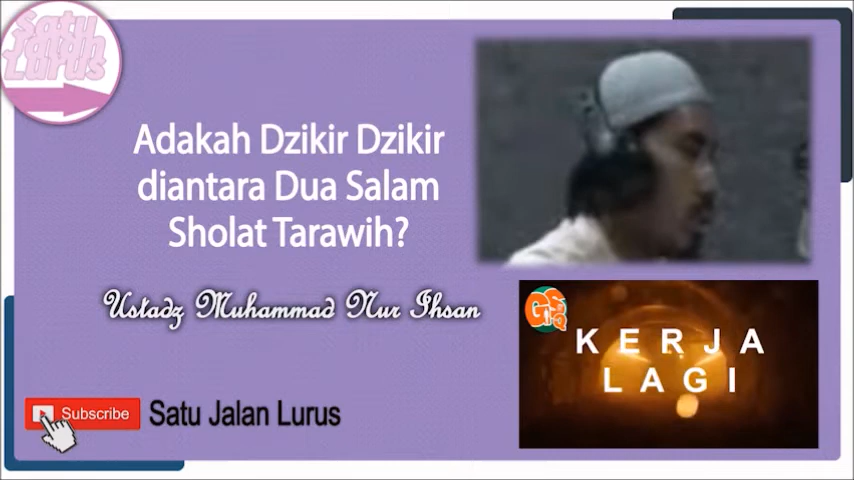 Satu
Jalan
Lurus
Adakah Dzikir Dzikir
diantara Dua Salam
Sholat Tarawih?
Ustadz Muhammad Nur Ihsan
KERJA
LAGI
Subscribe
Satu Jalan Lurus